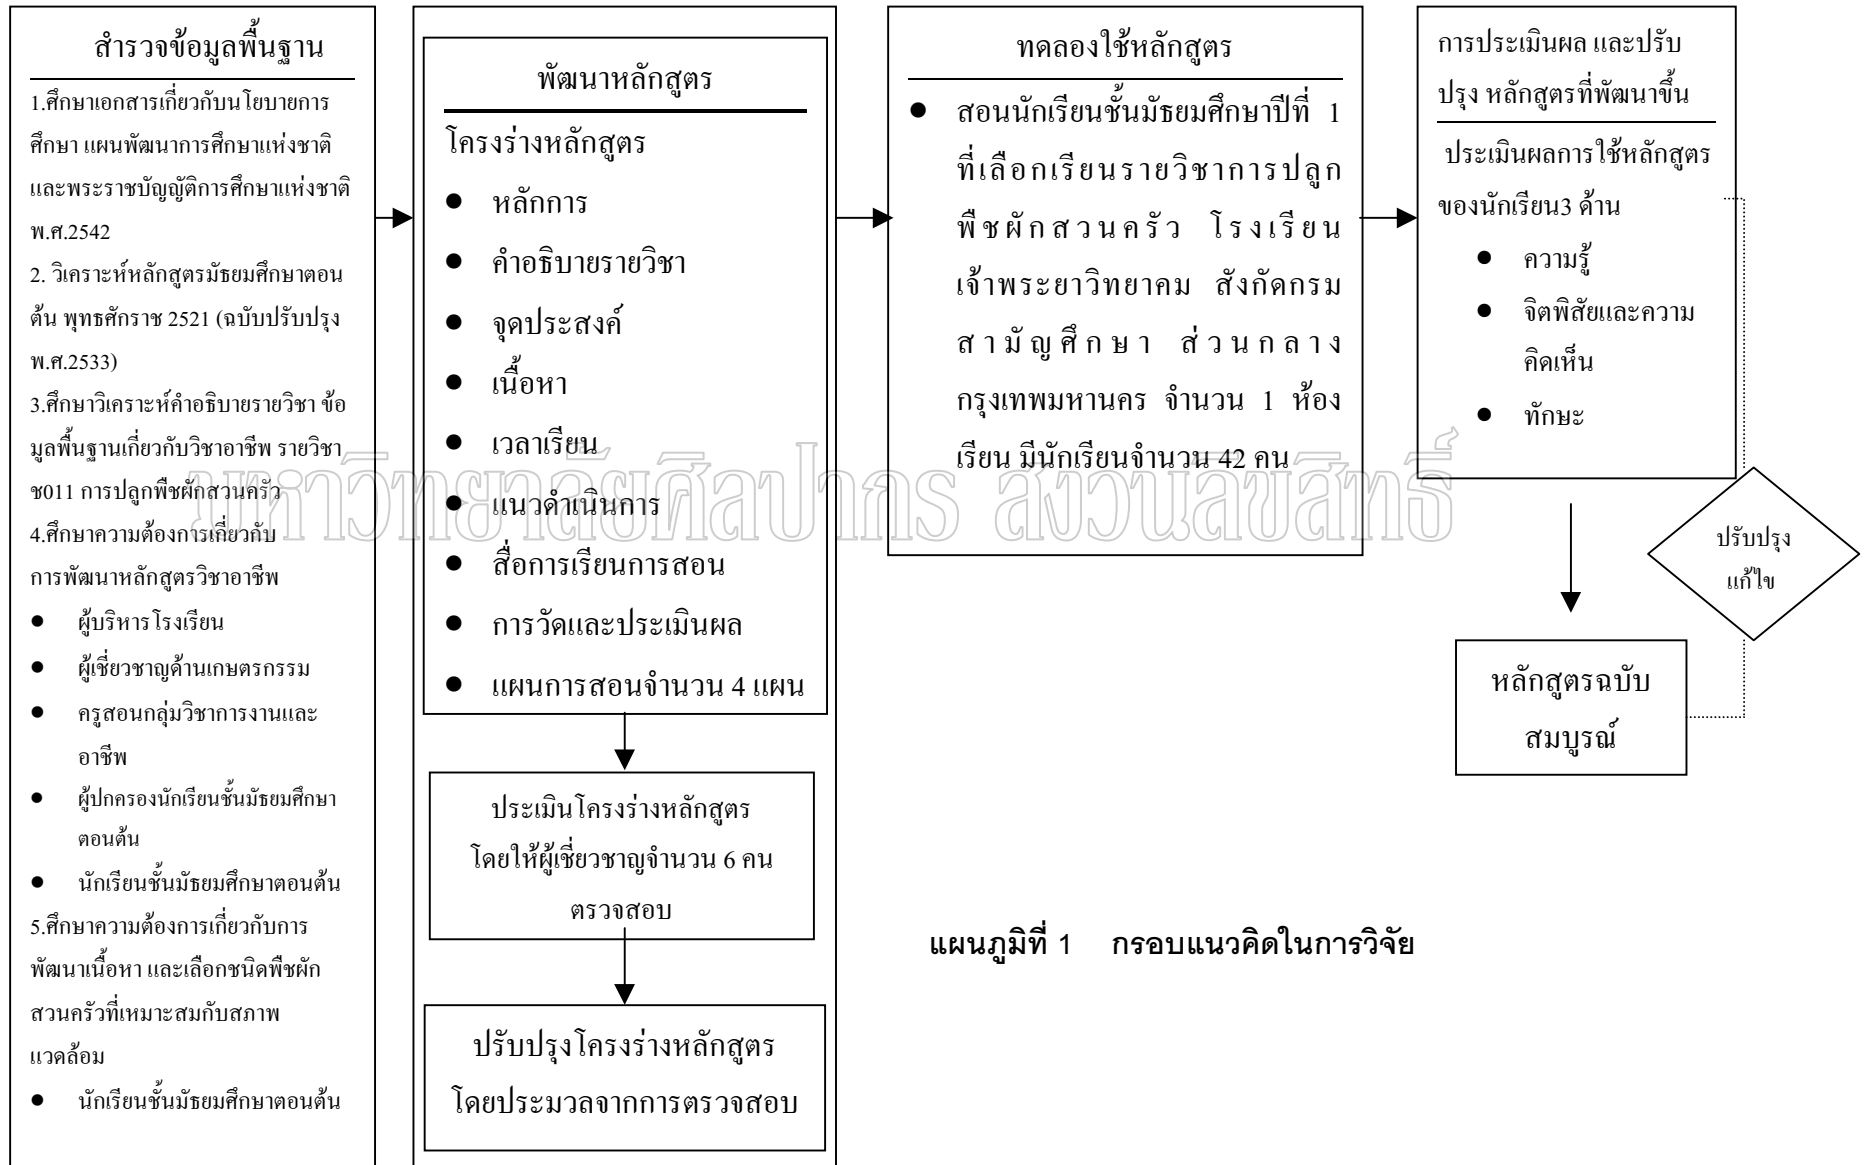 สำรวจข้อมูลพื้นฐาน
1.ศึกษาเอกสารเกี่ยวกับนโยบายการ
ศึกษา แผนพัฒนาการศึกษาแห่งชาติ
และพระราชบัญญัติการศึกษาแห่งชาติ
พ.ศ.2542
2. วิเคราะห์หลักสูตรมัธยมศึกษาตอน
ต้น พุทธศักราช 2521 (ฉบับปรับปรุง
พ.ศ.2533)
3.ศึกษาวิเคราะห์คำอธิบายรายวิชา ข้อ
มูลพื้นฐานเกี่ยวกับวิชาอาชีพ รายวิชา
ช011 การปลูกพืชผักสวนครัว
4.ศึกษาความต้องการเกี่ยวกับ
การพัฒนาหลักสูตรวิชาอาชีพ
● ผู้บริหารโรงเรียน
● ผู้เชี่ยวชาญด้านเกษตรกรรม
● ครูสอนกลุ่มวิชาการงานและ
อาชีพ
● ผู้ปกครองนักเรียนชั้นมัธยมศึกษา
ตอนต้น
● นักเรียนชั้นมัธยมศึกษาตอนต้น
5.ศึกษาความต้องการเกี่ยวกับการ
พัฒนาเนื้อหา และเลือกชนิดพืชผัก
สวนครัวที่เหมาะสมกับสภาพ
แวดล้อม
● นักเรียนชั้นมัธยมศึกษาตอนต้น
พัฒนาหลักสูตร
โครงร่างหลักสูตร
● หลักการ
● คำอธิบายรายวิชา
● จุดประสงค์
● เนื้อหา
● เวลาเรียน
● แนวดำเนินการ
● สื่อการเรียนการสอน
● การวัดและประเมินผล
● แผนการสอนจำนวน 4 แผน
ประเมินโครงร่างหลักสูตร
โดยให้ผู้เชี่ยวชาญจำนวน 6 คน
ตรวจสอบ
ปรับปรุงโครงร่างหลักสูตร
โดยประมวลจากการตรวจสอบ
ทดลองใช้หลักสูตร
● สอนนักเรียนชั้นมัธยมศึกษาปีที่ 1
ที่เลือกเรียนรายวิชาการปลูก
พืชผักสวนครัว โรงเรียน
เจ้าพระยาวิทยาคม สังกัดกรม
สามัญศึกษา ส่วนกลาง
กรุงเทพมหานคร จำนวน 1 ห้อง
เรียน มีนักเรียนจำนวน 42 คน
การประเมินผล และปรับ
ปรุง หลักสูตรที่พัฒนาขึ้น
ประเมินผลการใช้หลักสูตร
ของนักเรียน3 ด้าน
● ความรู้
● จิตพิสัยและความ
คิดเห็น
● ทักษะ
ปรับปรุง
แก้ไข
หลักสูตรฉบับ
สมบูรณ์
มหาวิทยาลัยศิลปากร สงวนลิขสิทธิ์
แผนภูมิที่ 1 กรอบแนวคิดในการวิจัย